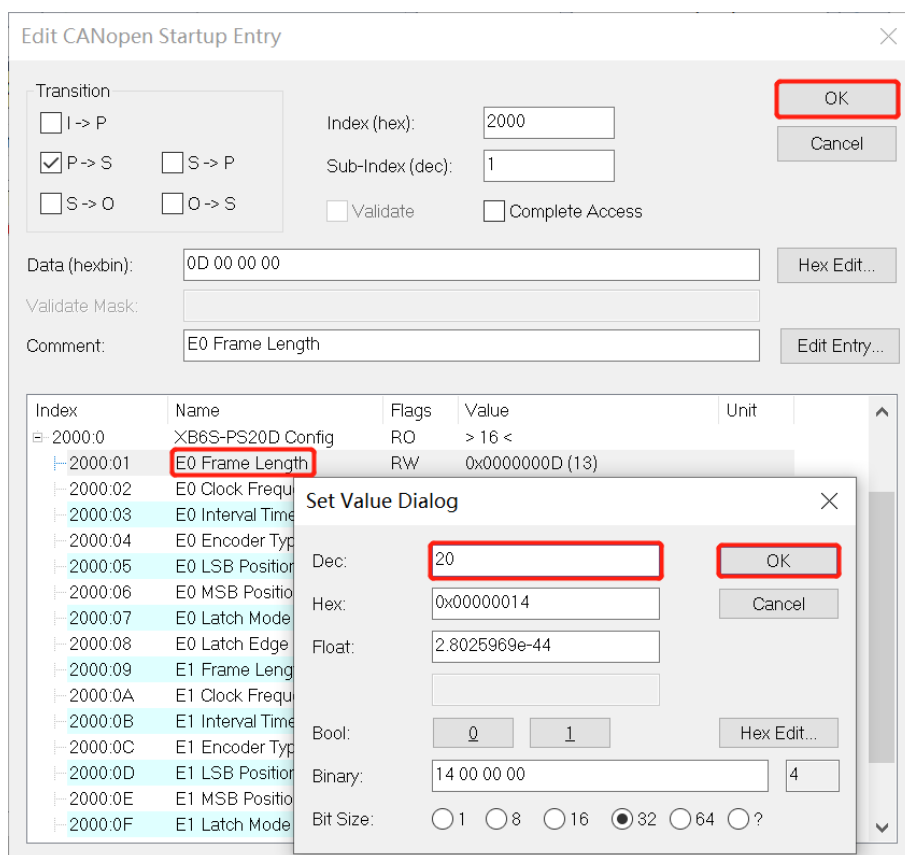 Edit CANopen Startup Entry
Transition
I -> P
P -> S
S -> P
S -> O
O -> S
Index (hex):
2000
Sub-Index (dec):
1
Validate
Complete Access
OK
Cancel
Data (hexbin):
0D 00 00 00
Hex Edit...
Validate Mask:
Comment:
E0 Frame Length
Edit Entry...
Index Name Flags Value Unit
2000:0 XB6S-PS20D Config RO > 16 <
2000:01 E0 Frame Length RW 0x0000000D (13)
2000:02 E0 Clock Frequ
2000:03 E0 Interval Time
2000:04 E0 Encoder Typ
2000:05 E0 LSB Position
2000:06 E0 MSB Positio
2000:07 E0 Latch Mode
2000:08 E0 Latch Edge
2000:09 E1 Frame Leng
2000:0A E1 Clock Frequ
2000:0B E1 Interval Time
2000:0C E1 Encoder Typ
2000:0D E1 LSB Position
2000:0E E1 MSB Positio
2000:0F E1 Latch Mode
Set Value Dialog
Dec:
20
OK
Hex:
0x00000014
Cancel
Float:
2.8025969e-44
Bool:
0
1
Hex Edit...
Binary:
14 00 00 00
4
Bit Size:
1 8 16 32 64 ?